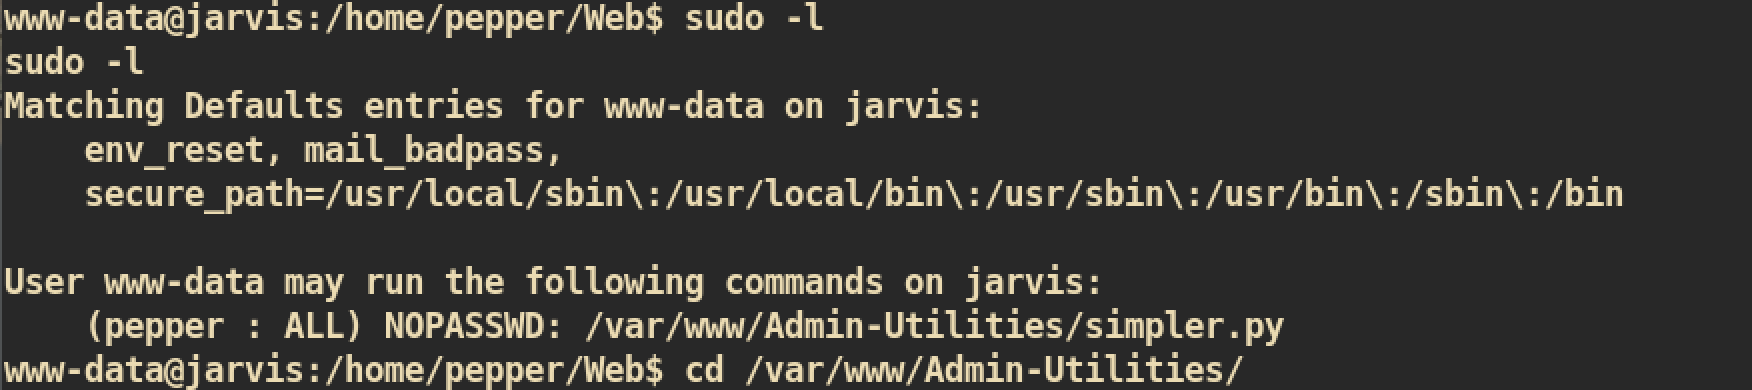 www-data@jarvis:/home/pepper/Web$ sudo -l
sudo -l
Matching Defaults entries for www-data on jarvis:
    env_reset, mail_badpass,
    secure_path=/usr/local/sbin\:/usr/local/bin\:/usr/sbin\:/usr/bin\:/sbin\:/bin

User www-data may run the following commands on jarvis:
    (pepper : ALL) NOPASSWD: /var/www/Admin-Utilities/simpler.py
www-data@jarvis:/home/pepper/Web$ cd /var/www/Admin-Utilities/